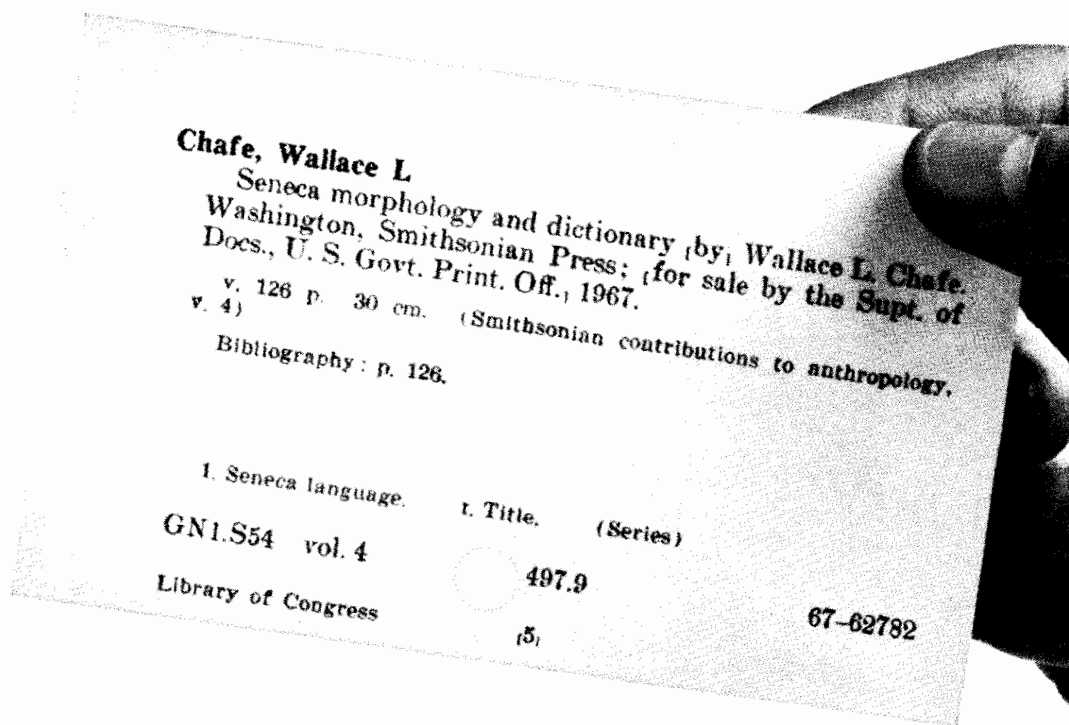 Chafe, Wallace L
Seneca morphology and dictionary [by] Wallace L. Chafe.
Washington, Smithsonian Press; [for sale by the Supt. of
Docs., U. S. Govt. Print. Off.] 1967.
v. 126 p. 30 cm. (Smithsonian contributions to anthropology,
v. 4)
Bibliography: p. 126.
1. Seneca language. I. Title. (Series)
GN1.S54 vol. 4 497.9 67–62782
Library of Congress [5]